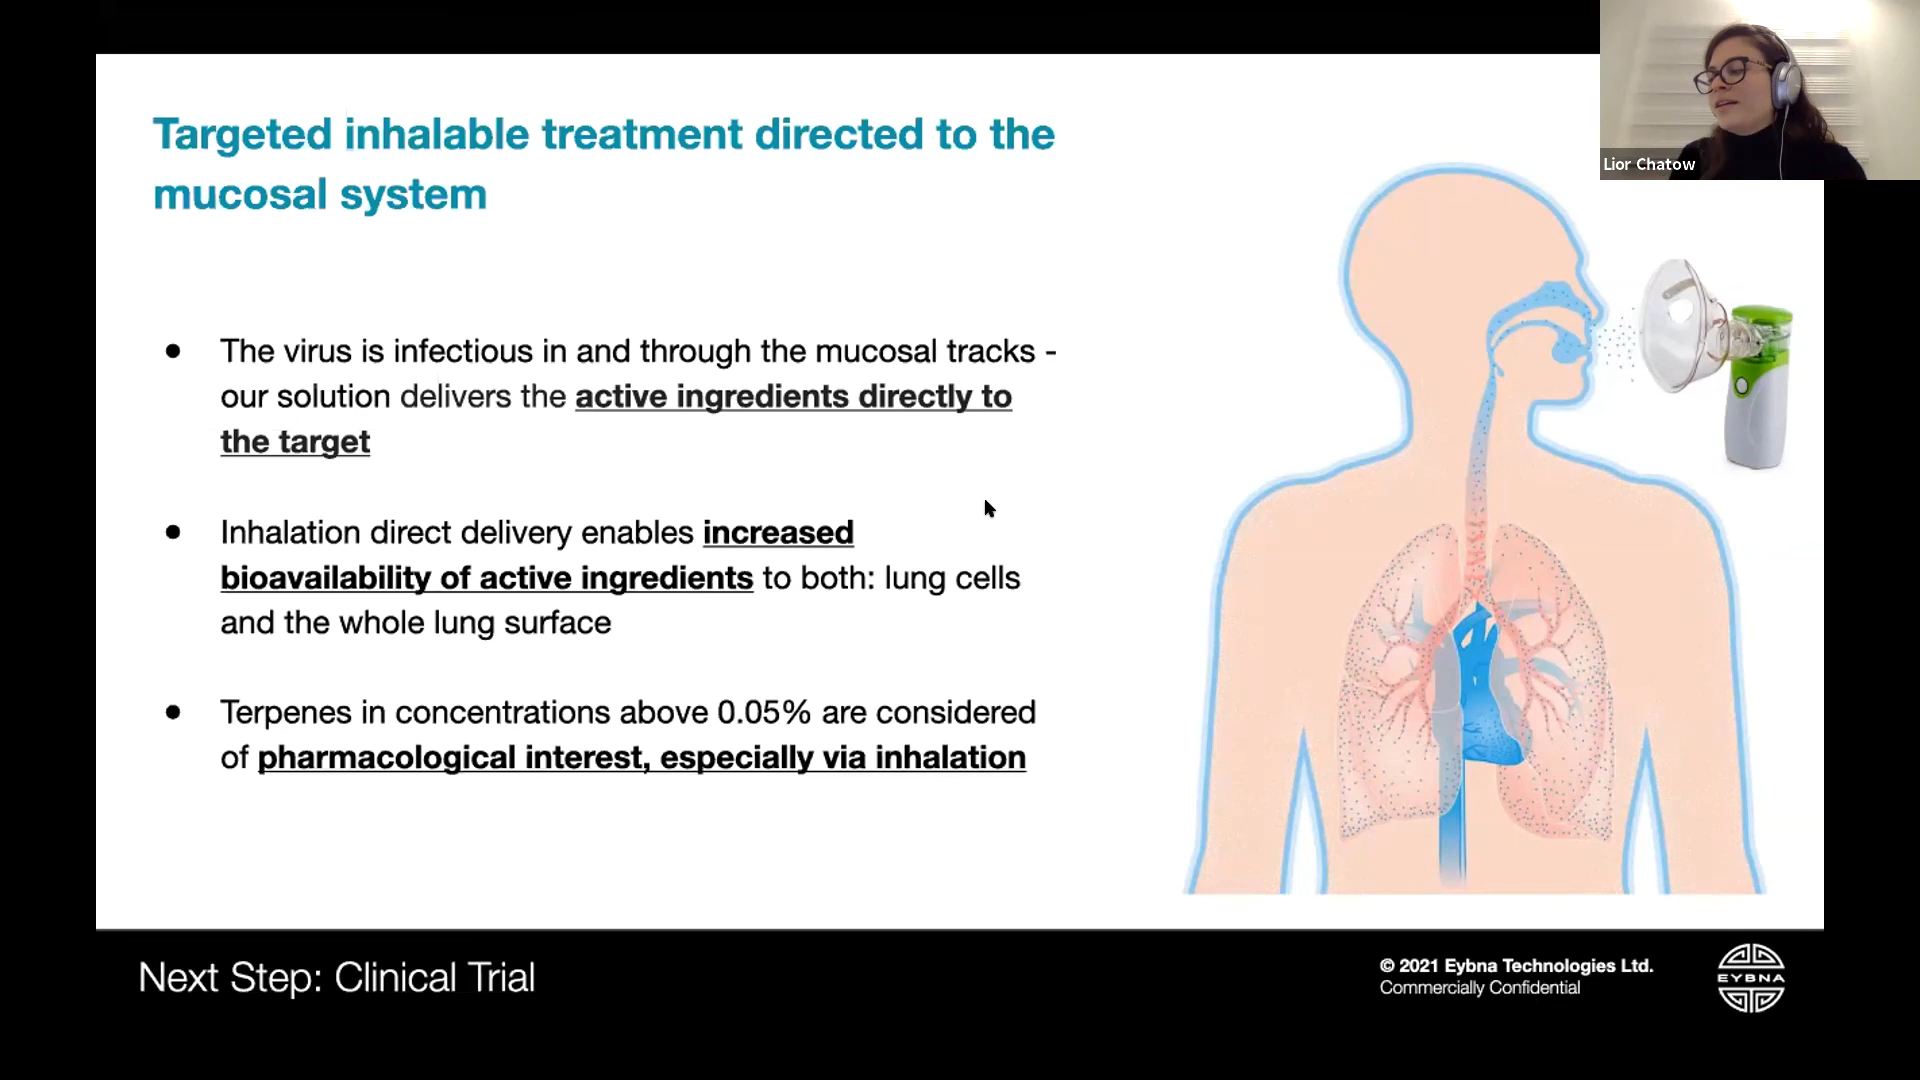 Lior Chatow
Targeted inhalable treatment directed to the
mucosal system
● The virus is infectious in and through the mucosal tracks -
our solution delivers the active ingredients directly to
the target
● Inhalation direct delivery enables increased
bioavailability of active ingredients to both: lung cells
and the whole lung surface
● Terpenes in concentrations above 0.05% are considered
of pharmacological interest, especially via inhalation
Next Step: Clinical Trial
© 2021 Eybna Technologies Ltd.
Commercially Confidential
EYBNA